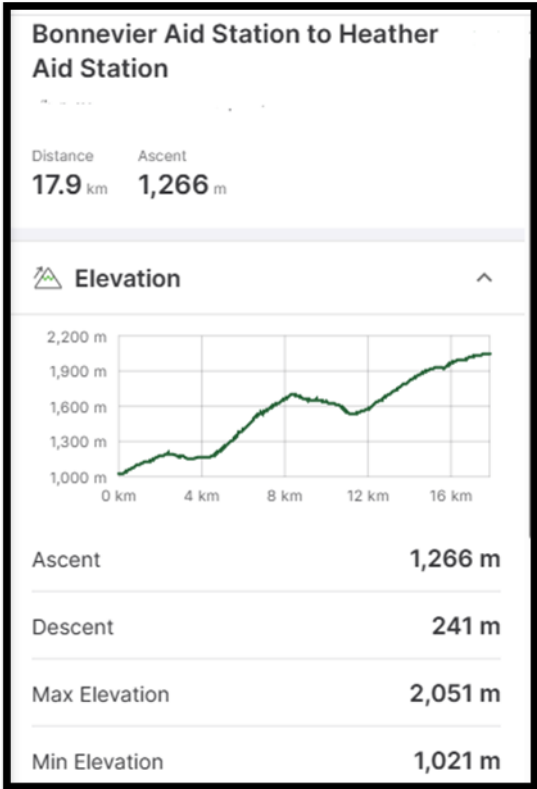 Bonnevier Aid Station to Heather
Aid Station
Distance Ascent
17.9 km 1,266 m
Elevation
2,200 m
1,900 m
1,600 m
1,300 m
1,000 m
0 km 4 km 8 km 12 km 16 km
Ascent 1,266 m
Descent 241 m
Max Elevation 2,051 m
Min Elevation 1,021 m